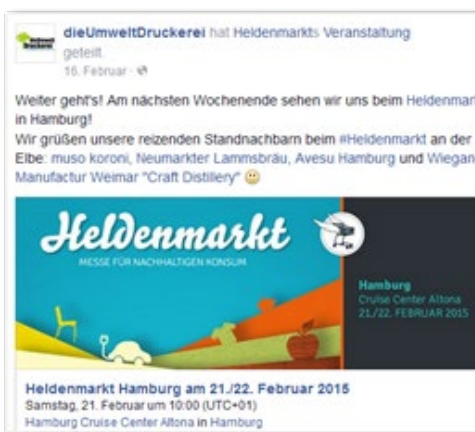 dieUmweltDruckerei hat Heldenmarkts Veranstaltung
geteilt.
16. Februar ·
Weiter geht's! Am nächsten Wochenende sehen wir uns beim Heldenmar
in Hamburg!
Wir grüßen unsere reizenden Standnachbarn beim #Heldenmarkt an der
Elbe: muso koroni, Neumarkter Lammsbräu, Avesu Hamburg und Wiegan
Manufactur Weimar "Craft Distillery"
Heldenmarkt
MESSE FÜR NACHHALTIGEN KONSUM
Hamburg
Cruise Center Altona
21./22. FEBRUAR 2015
Heldenmarkt Hamburg am 21./22. Februar 2015
Samstag, 21. Februar um 10:00 (UTC+01)
Hamburg Cruise Center Altona in Hamburg